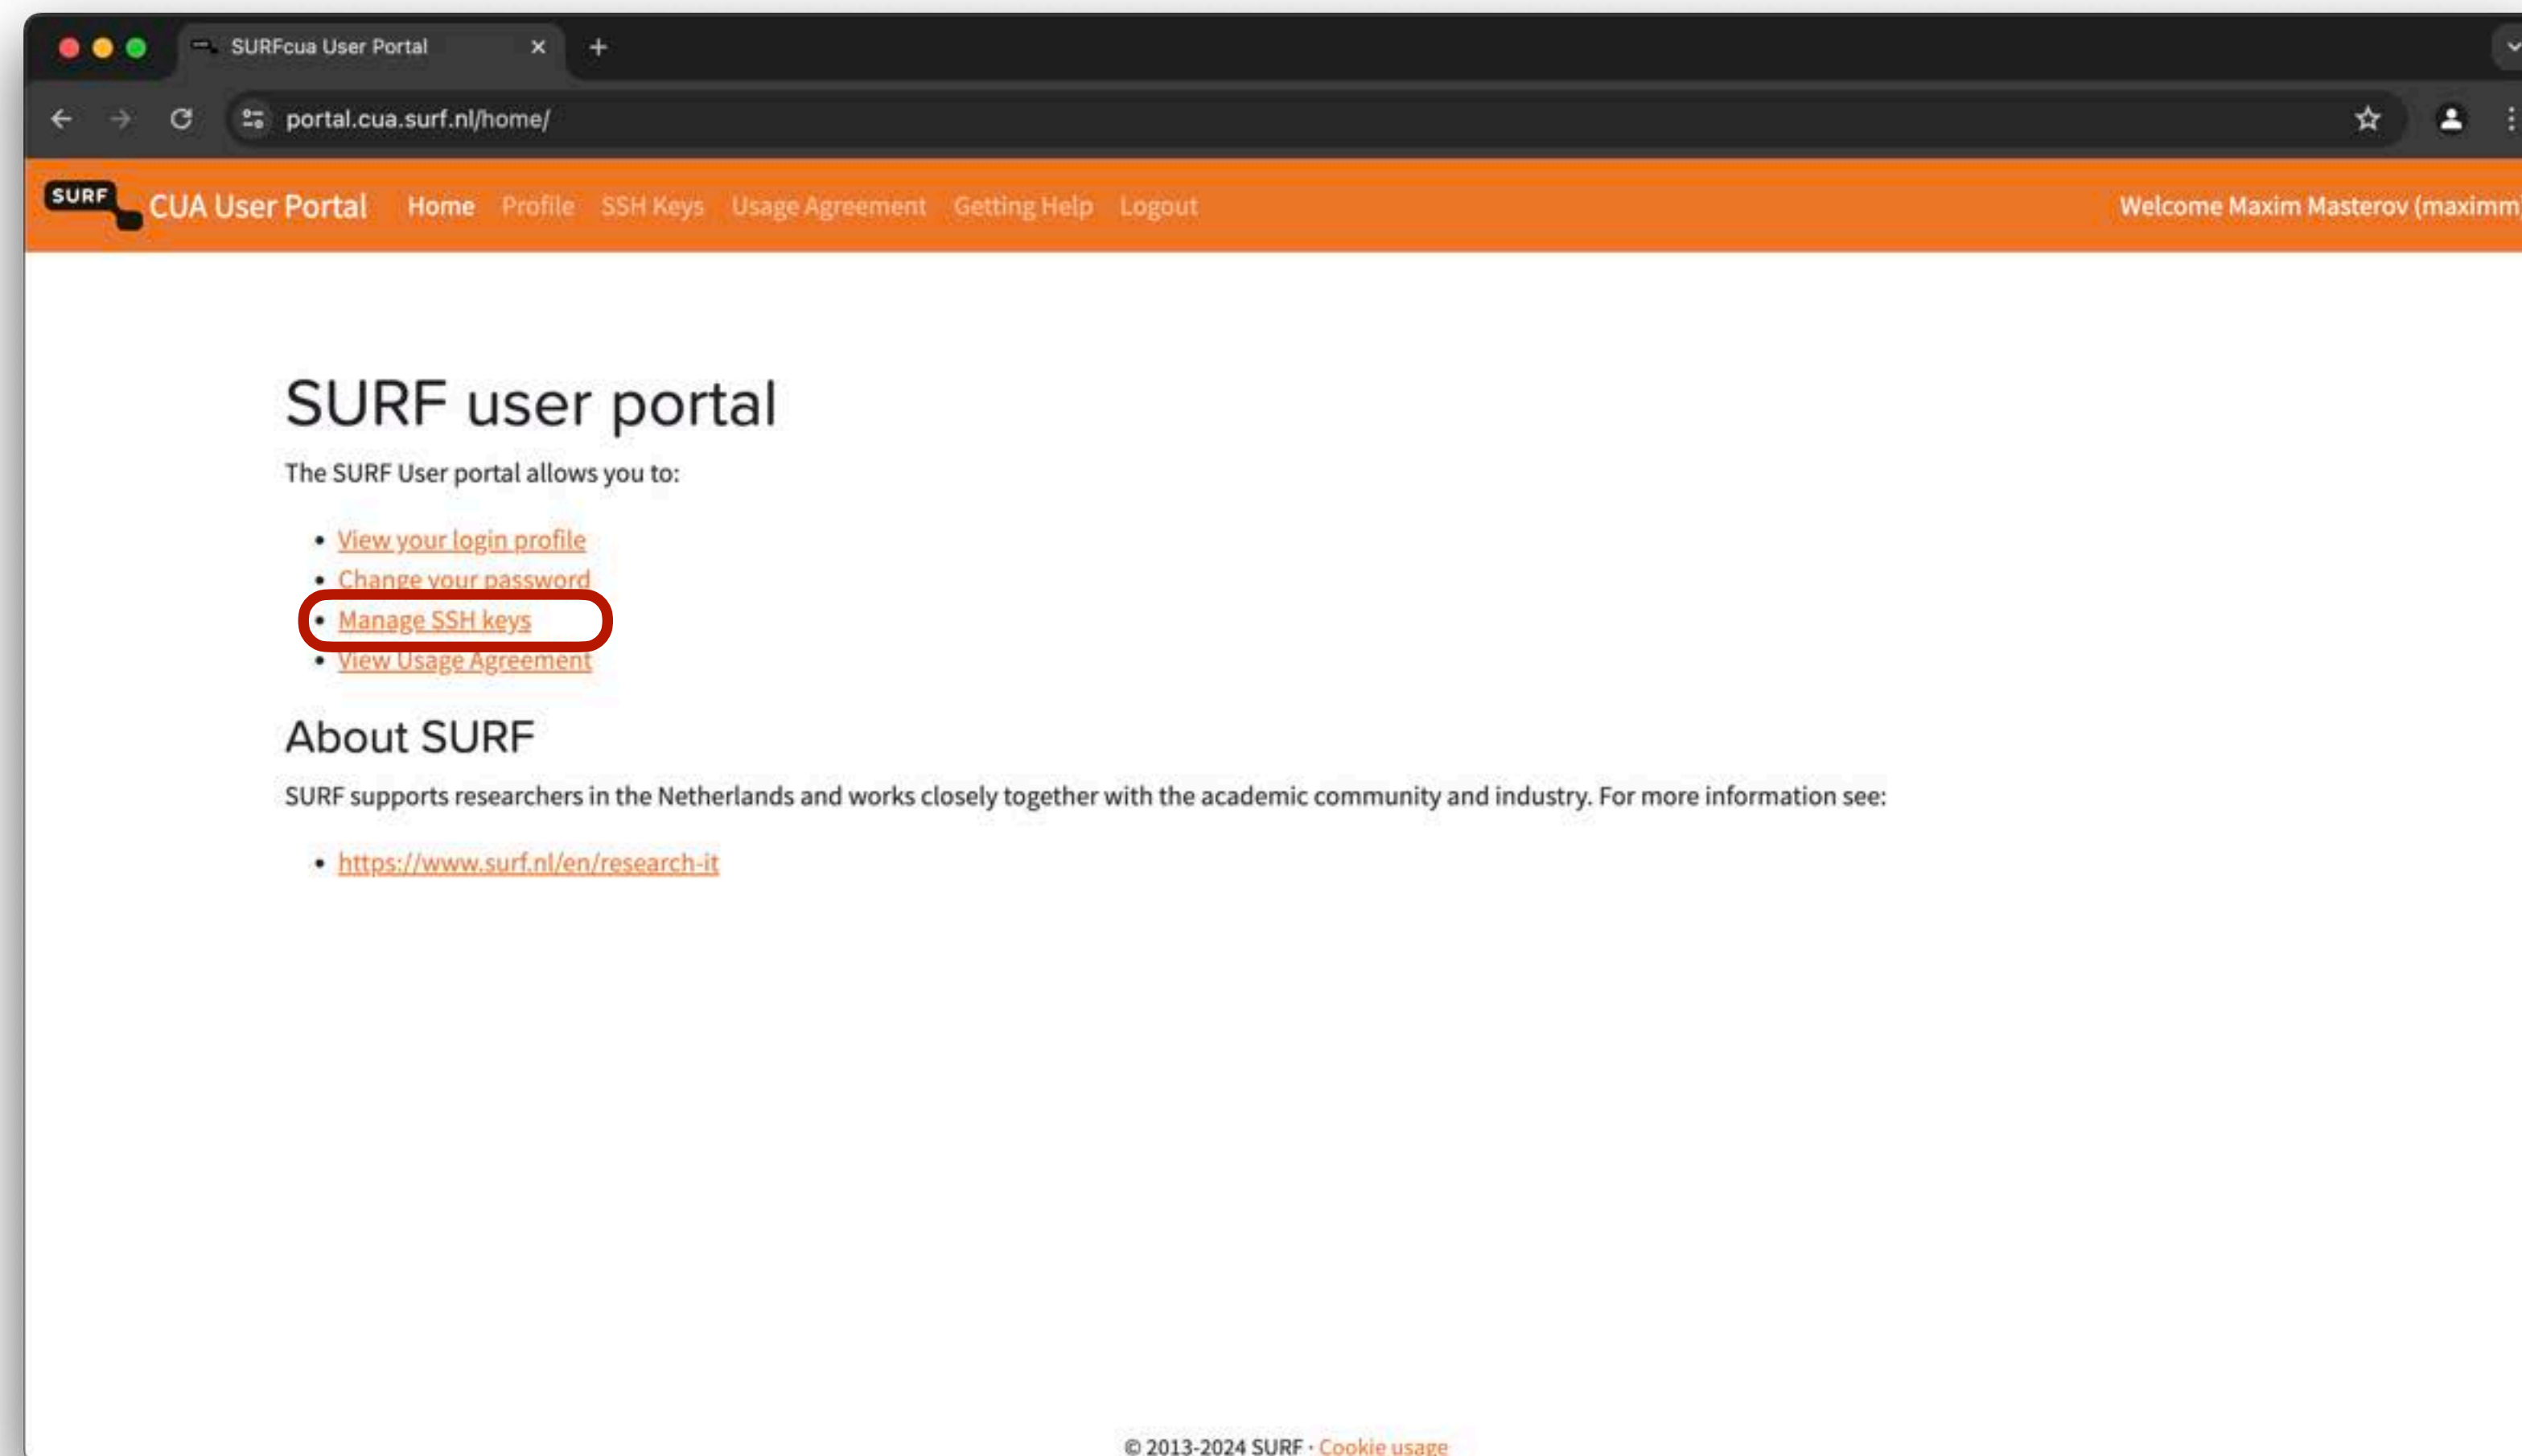 SURFcua User Portal
portal.cua.surf.nl/home/
SURF CUA User Portal Home Profile SSH Keys Usage Agreement Getting Help Logout Welcome Maxim Masterov (maximm
SURF user portal
The SURF User portal allows you to:
• View your login profile
• Change your password
• Manage SSH keys
• View Usage Agreement
About SURF
SURF supports researchers in the Netherlands and works closely together with the academic community and industry. For more information see:
• https://www.surf.nl/en/research-it
© 2013-2024 SURF · Cookie usage